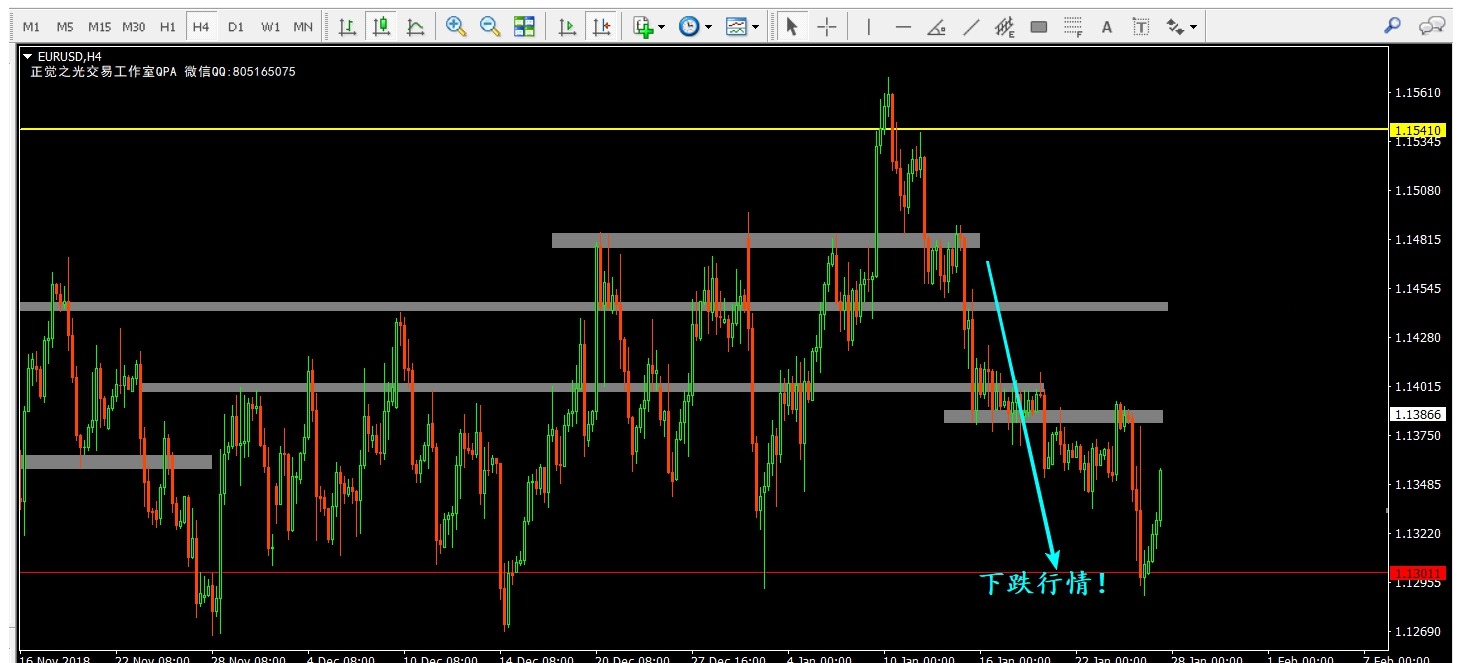 M1 M5 M15 M30 H1 H4 D1 W1 MN
E F A T
EURUSD,H4
正觉之光交易工作室QPA 微信QQ:805165075
1.15610
1.15410
1.15345
1.15080
1.14815
1.14545
1.14280
1.14015
1.13866
1.13750
1.13485
1.13220
1.13011
1.12955
1.12690
下跌行情!
16 Nov 2018 22 Nov 08:00 28 Nov 08:00 4 Dec 08:00 10 Dec 08:00 14 Dec 08:00 20 Dec 08:00 27 Dec 16:00 4 Jan 00:00 10 Jan 00:00 16 Jan 00:00 22 Jan 00:00 28 Jan 00:00 1 Feb 00:00 7 Feb 00:00